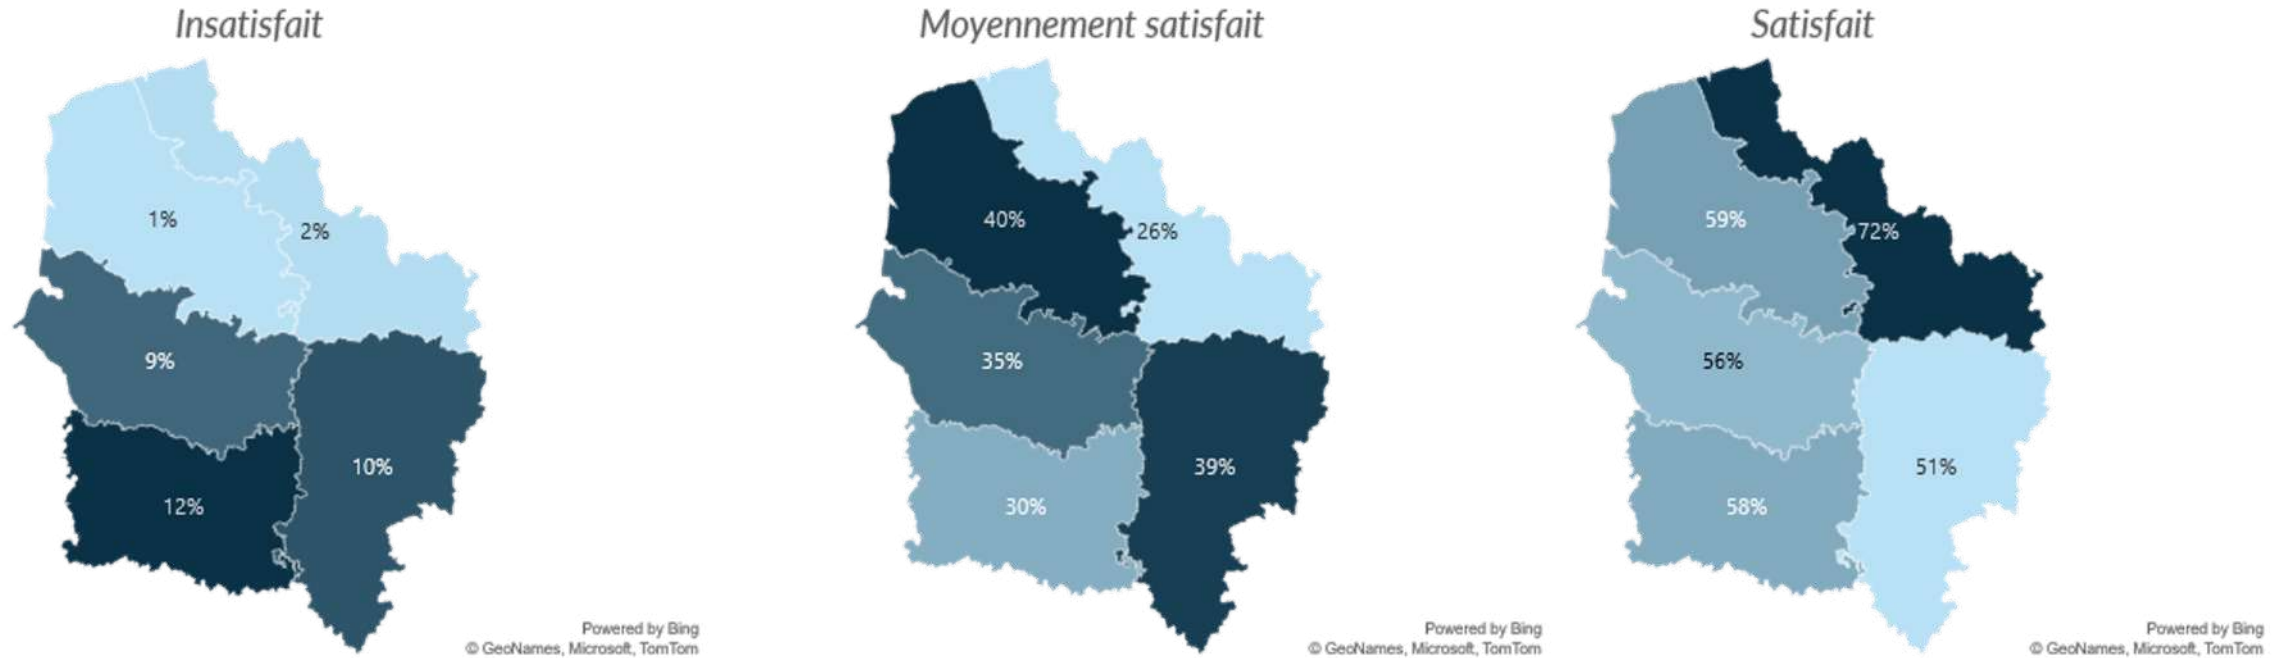 Insatisfait
1%
2%
9%
10%
12%
Powered by Bing
© GeoNames, Microsoft, TomTom
Moyennement satisfait
40%
26%
35%
39%
30%
Powered by Bing
© GeoNames, Microsoft, TomTom
Satisfait
59%
72%
56%
51%
58%
Powered by Bing
© GeoNames, Microsoft, TomTom